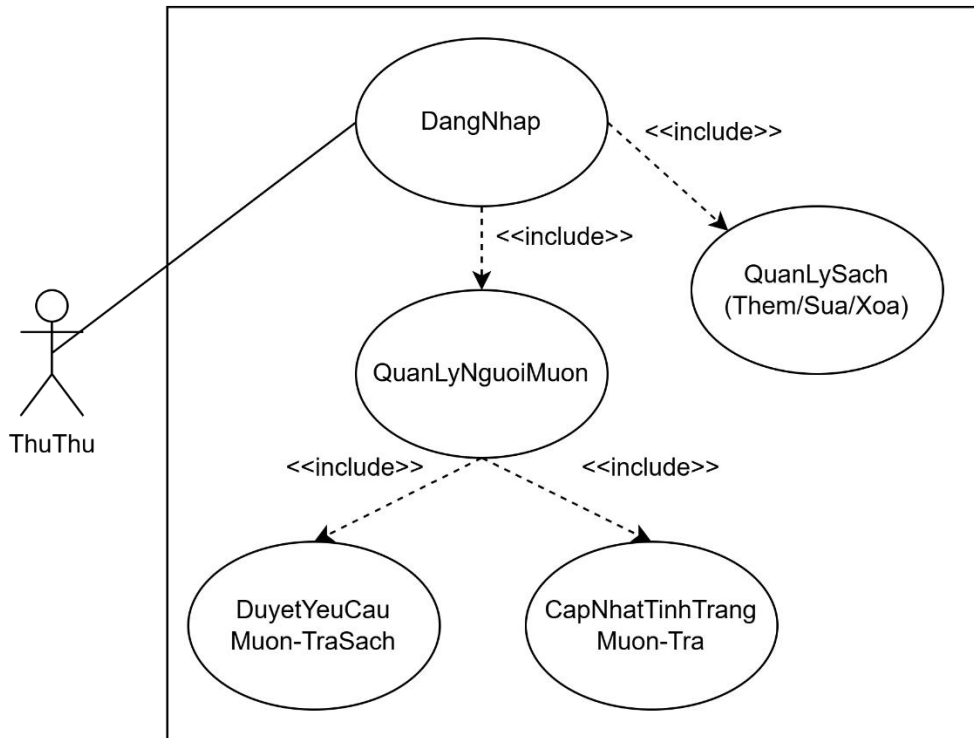 DangNhap
<<include>>
<<include>>
QuanLySach
(Them/Sua/Xoa)
QuanLyNguoiMuon
ThuThu
<<include>>
<<include>>
DuyetYeuCau
Muon-TraSach
CapNhatTinhTrang
Muon-Tra